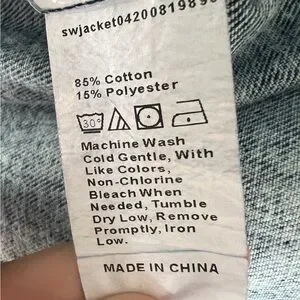 swjacket0420081989
85% Cotton
15% Polyester
30°
Machine Wash
Cold Gentle, With
Like Colors,
Non-Chlorine
Bleach When
Needed, Tumble
Dry Low, Remove
Promptly, Iron
Low.
MADE IN CHINA